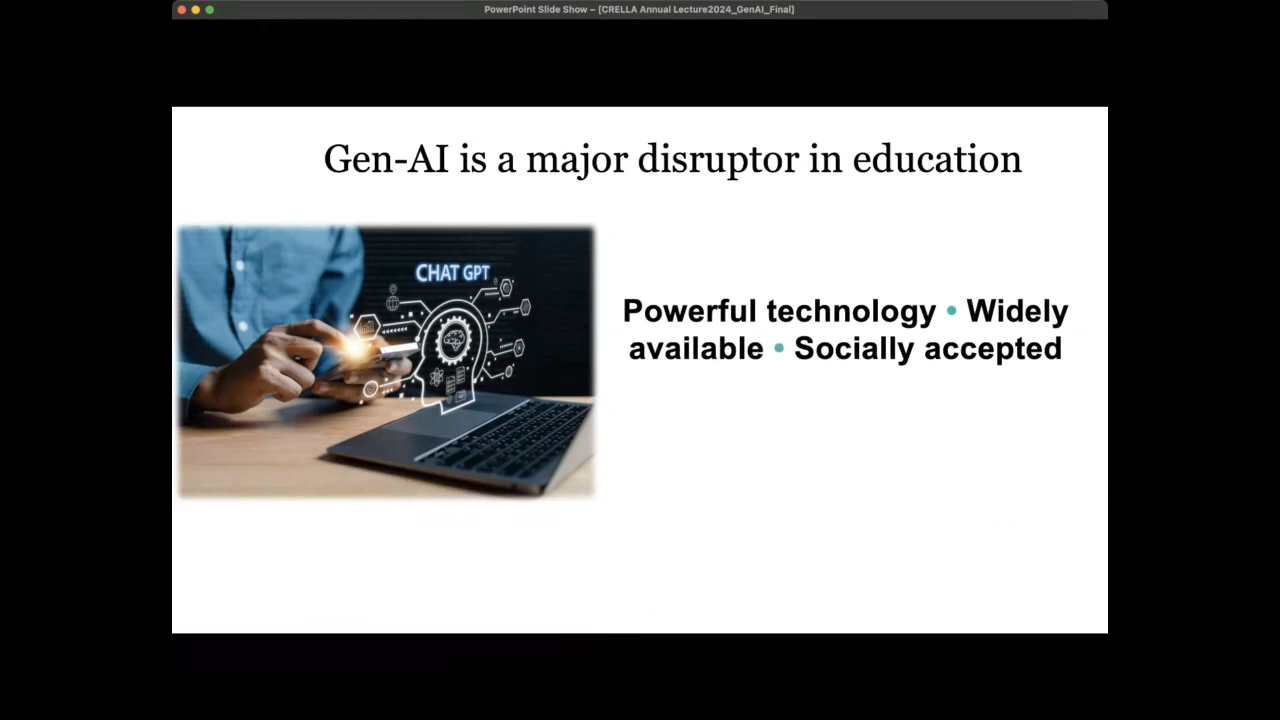 PowerPoint Slide Show – [CRELLA Annual Lecture2024_GenAI_Final]
Gen-AI is a major disruptor in education
CHAT GPT
Powerful technology • Widely
available • Socially accepted